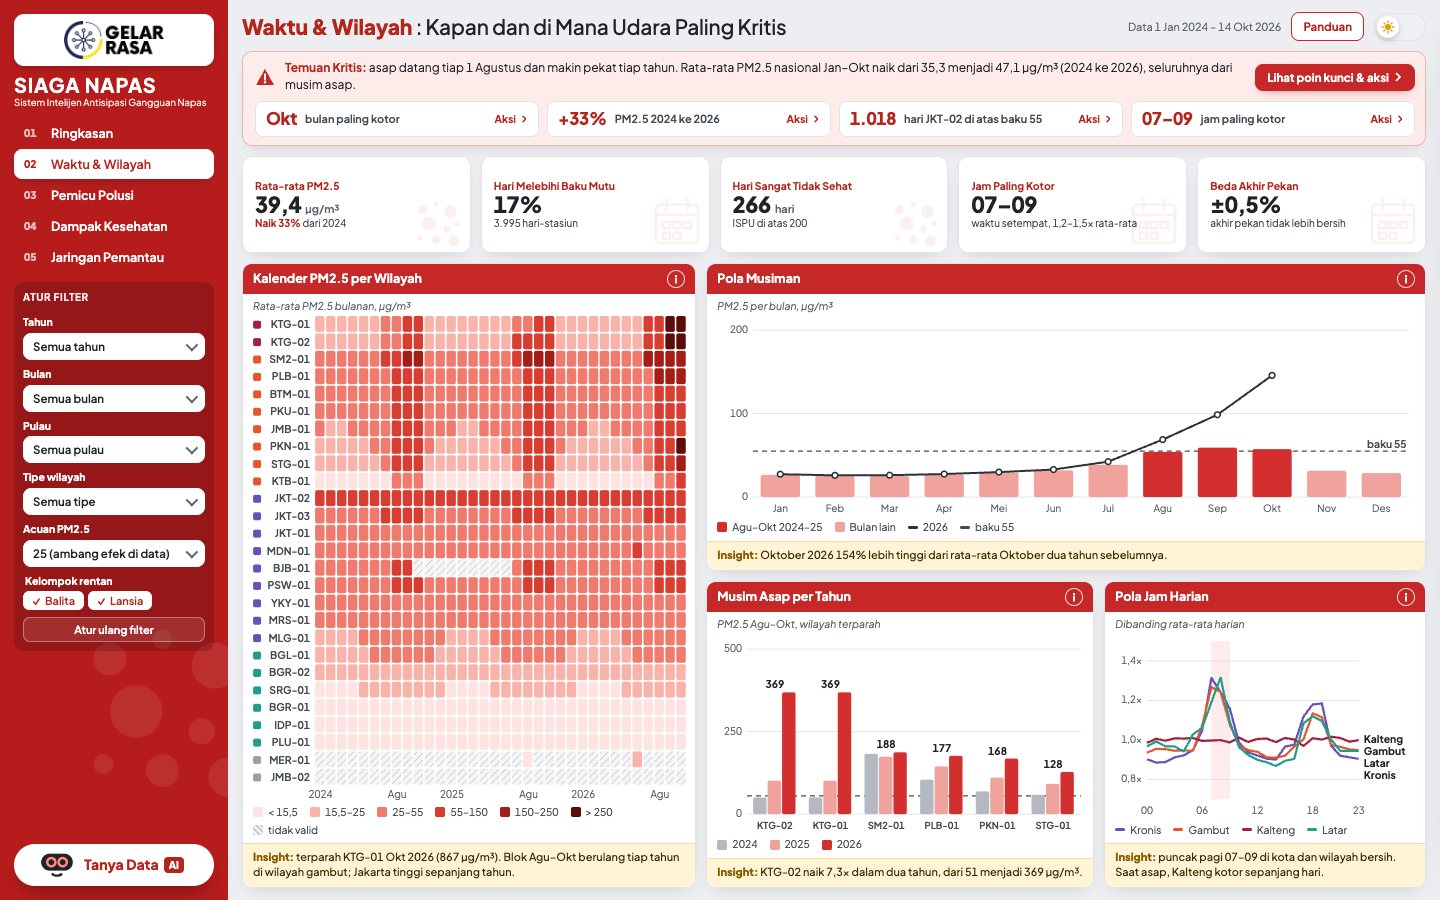 GELAR
RASA
SIAGA NAPAS
Sistem Intelijen Antisipasi Gangguan Napas
01 Ringkasan
02 Waktu & Wilayah
03 Pemicu Polusi
04 Dampak Kesehatan
05 Jaringan Pemantau
ATUR FILTER
Tahun
Semua tahun
Bulan
Semua bulan
Pulau
Semua pulau
Tipe wilayah
Semua tipe
Acuan PM2.5
25 (ambang efek di data)
Kelompok rentan
✓ Balita ✓ Lansia
Atur ulang filter
Tanya Data AI
Waktu & Wilayah : Kapan dan di Mana Udara Paling Kritis
Data 1 Jan 2024 – 14 Okt 2026
Panduan
Temuan Kritis: asap datang tiap 1 Agustus dan makin pekat tiap tahun. Rata-rata PM2.5 nasional Jan–Okt naik dari 35,3 menjadi 47,1 µg/m³ (2024 ke 2026), seluruhnya dari
musim asap.
Lihat poin kunci & aksi ›
Okt bulan paling kotor Aksi ›
+33% PM2.5 2024 ke 2026 Aksi ›
1.018 hari JKT-02 di atas baku 55 Aksi ›
07–09 jam paling kotor Aksi ›
Rata-rata PM2.5
39,4 µg/m³
Naik 33% dari 2024
Hari Melebihi Baku Mutu
17%
3.995 hari-stasiun
Hari Sangat Tidak Sehat
266 hari
ISPU di atas 200
Jam Paling Kotor
07–09
waktu setempat, 1,2–1,5× rata-rata
Beda Akhir Pekan
±0,5%
akhir pekan tidak lebih bersih
Kalender PM2.5 per Wilayah
Rata-rata PM2.5 bulanan, µg/m³
KTG-01
KTG-02
SM2-01
PLB-01
BTM-01
PKU-01
JMB-01
PKN-01
STG-01
KTB-01
JKT-02
JKT-03
JKT-01
MDN-01
BJB-01
PSW-01
YKY-01
MRS-01
MLG-01
BGL-01
BGR-02
SRG-01
BGR-01
IDP-01
PLU-01
MER-01
JMB-02
2024 Agu 2025 Agu 2026 Agu
< 15,5 15,5–25 25–55 55–150 150–250 > 250
tidak valid
Insight: terparah KTG-01 Okt 2026 (867 µg/m³). Blok Agu–Okt berulang tiap tahun
di wilayah gambut; Jakarta tinggi sepanjang tahun.
Pola Musiman
PM2.5 per bulan, µg/m³
200
100
0
baku 55
Jan Feb Mar Apr Mei Jun Jul Agu Sep Okt Nov Des
Agu–Okt 2024–25 Bulan lain 2026 baku 55
Insight: Oktober 2026 154% lebih tinggi dari rata-rata Oktober dua tahun sebelumnya.
Musim Asap per Tahun
PM2.5 Agu–Okt, wilayah terparah
500
250
0
369 369 188 177 168 128
KTG-02 KTG-01 SM2-01 PLB-01 PKN-01 STG-01
2024 2025 2026
Insight: KTG-02 naik 7,3× dalam dua tahun, dari 51 menjadi 369 µg/m³.
Pola Jam Harian
Dibanding rata-rata harian
1,4×
1,2×
1,0×
0,8×
Kalteng
Gambut
Latar
Kronis
00 06 12 18 23
Kronis Gambut Kalteng Latar
Insight: puncak pagi 07–09 di kota dan wilayah bersih.
Saat asap, Kalteng kotor sepanjang hari.